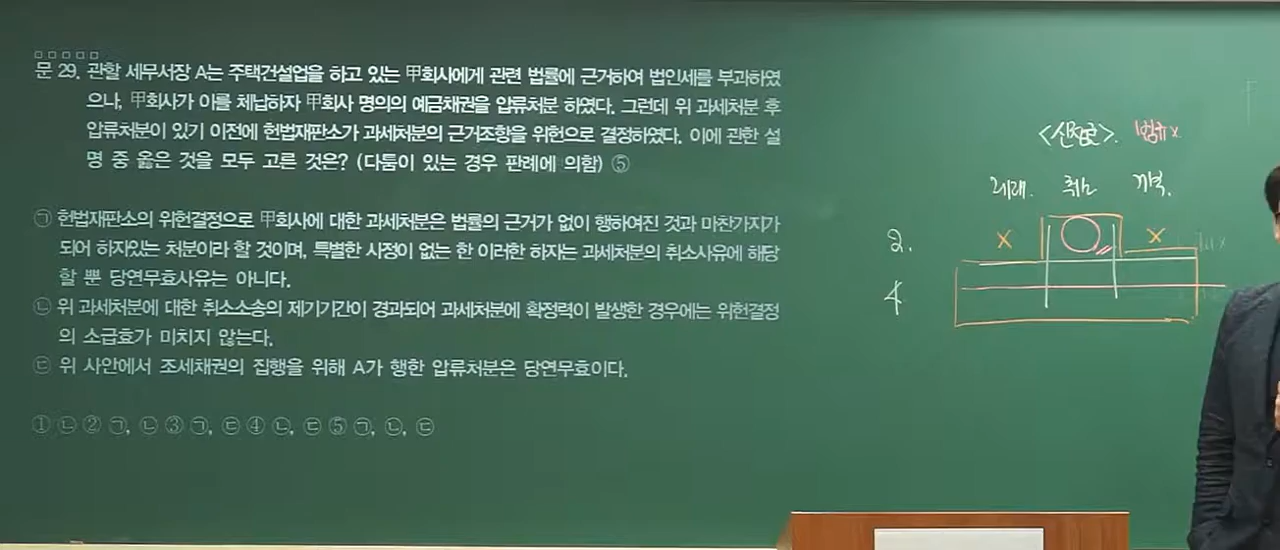 문 29. 관할 세무서장 A는 주택건설업을 하고 있는 甲회사에게 관련 법률에 근거하여 법인세를 부과하였
으나, 甲회사가 이를 체납하자 甲회사 명의의 예금채권을 압류처분 하였다. 그런데 위 과세처분 후
압류처분이 있기 이전에 헌법재판소가 과세처분의 근거조항을 위헌으로 결정하였다. 이에 관한 설
명 중 옳은 것을 모두 고른 것은? (다툼이 있는 경우 판례에 의함) ⑤
㉠ 헌법재판소의 위헌결정으로 甲회사에 대한 과세처분은 법률의 근거가 없이 행하여진 것과 마찬가지가
되어 하자있는 처분이라 할 것이며, 특별한 사정이 없는 한 이러한 하자는 과세처분의 취소사유에 해당
할 뿐 당연무효사유는 아니다.
㉡ 위 과세처분에 대한 취소소송의 제기기간이 경과되어 과세처분에 확정력이 발생한 경우에는 위헌결정
의 소급효가 미치지 않는다.
㉢ 위 사안에서 조세채권의 집행을 위해 A가 행한 압류처분은 당연무효이다.
① ㉡ ② ㉠, ㉡ ③ ㉠, ㉢ ④ ㉡, ㉢ ⑤ ㉠, ㉡, ㉢
2. x x
4